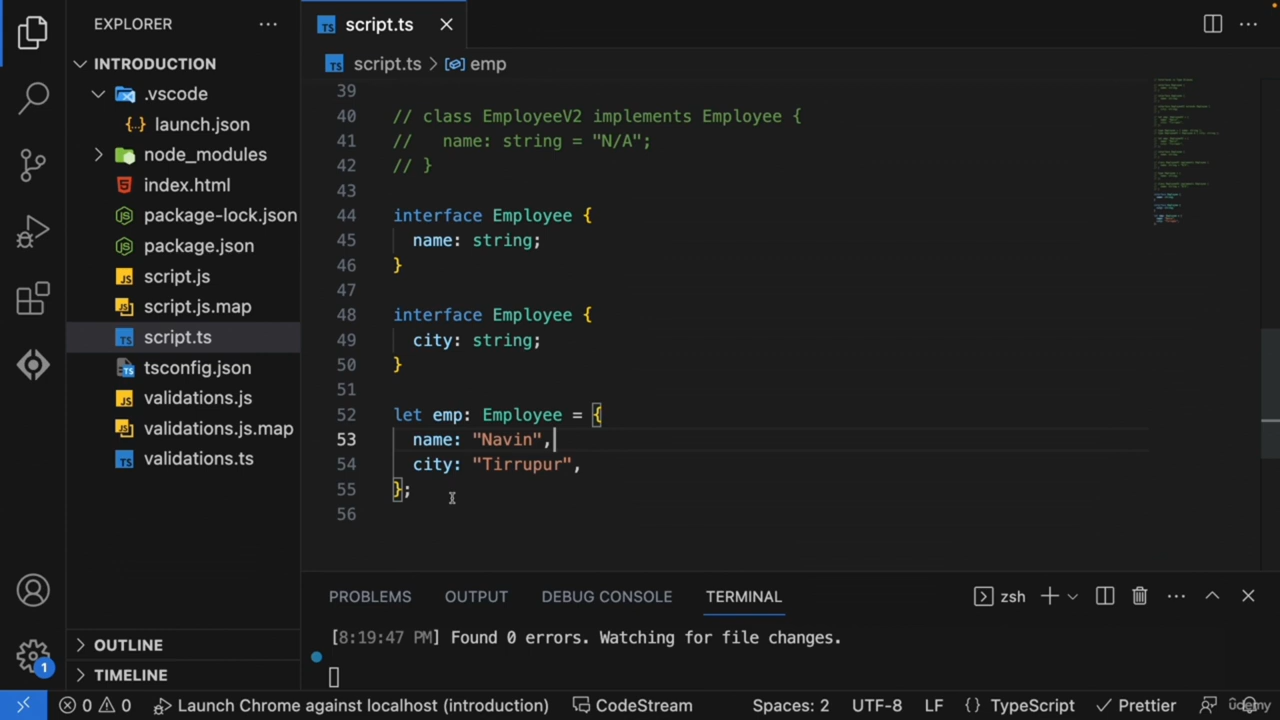 EXPLORER
INTRODUCTION
.vscode
launch.json
node_modules
index.html
package-lock.json
package.json
script.js
script.js.map
script.ts
tsconfig.json
validations.js
validations.js.map
validations.ts
OUTLINE
TIMELINE
script.ts
script.ts > emp
39
40 // class EmployeeV2 implements Employee {
41 //   name: string = "N/A";
42 // }
43
44 interface Employee {
45   name: string;
46 }
47
48 interface Employee {
49   city: string;
50 }
51
52 let emp: Employee = {
53   name: "Navin",
54   city: "Tirrupur",
55 };
56
PROBLEMS OUTPUT DEBUG CONSOLE TERMINAL zsh
[8:19:47 PM] Found 0 errors. Watching for file changes.
1
0 0 Launch Chrome against localhost (introduction) CodeStream Spaces: 2 UTF-8 LF {} TypeScript Prettier
udemy